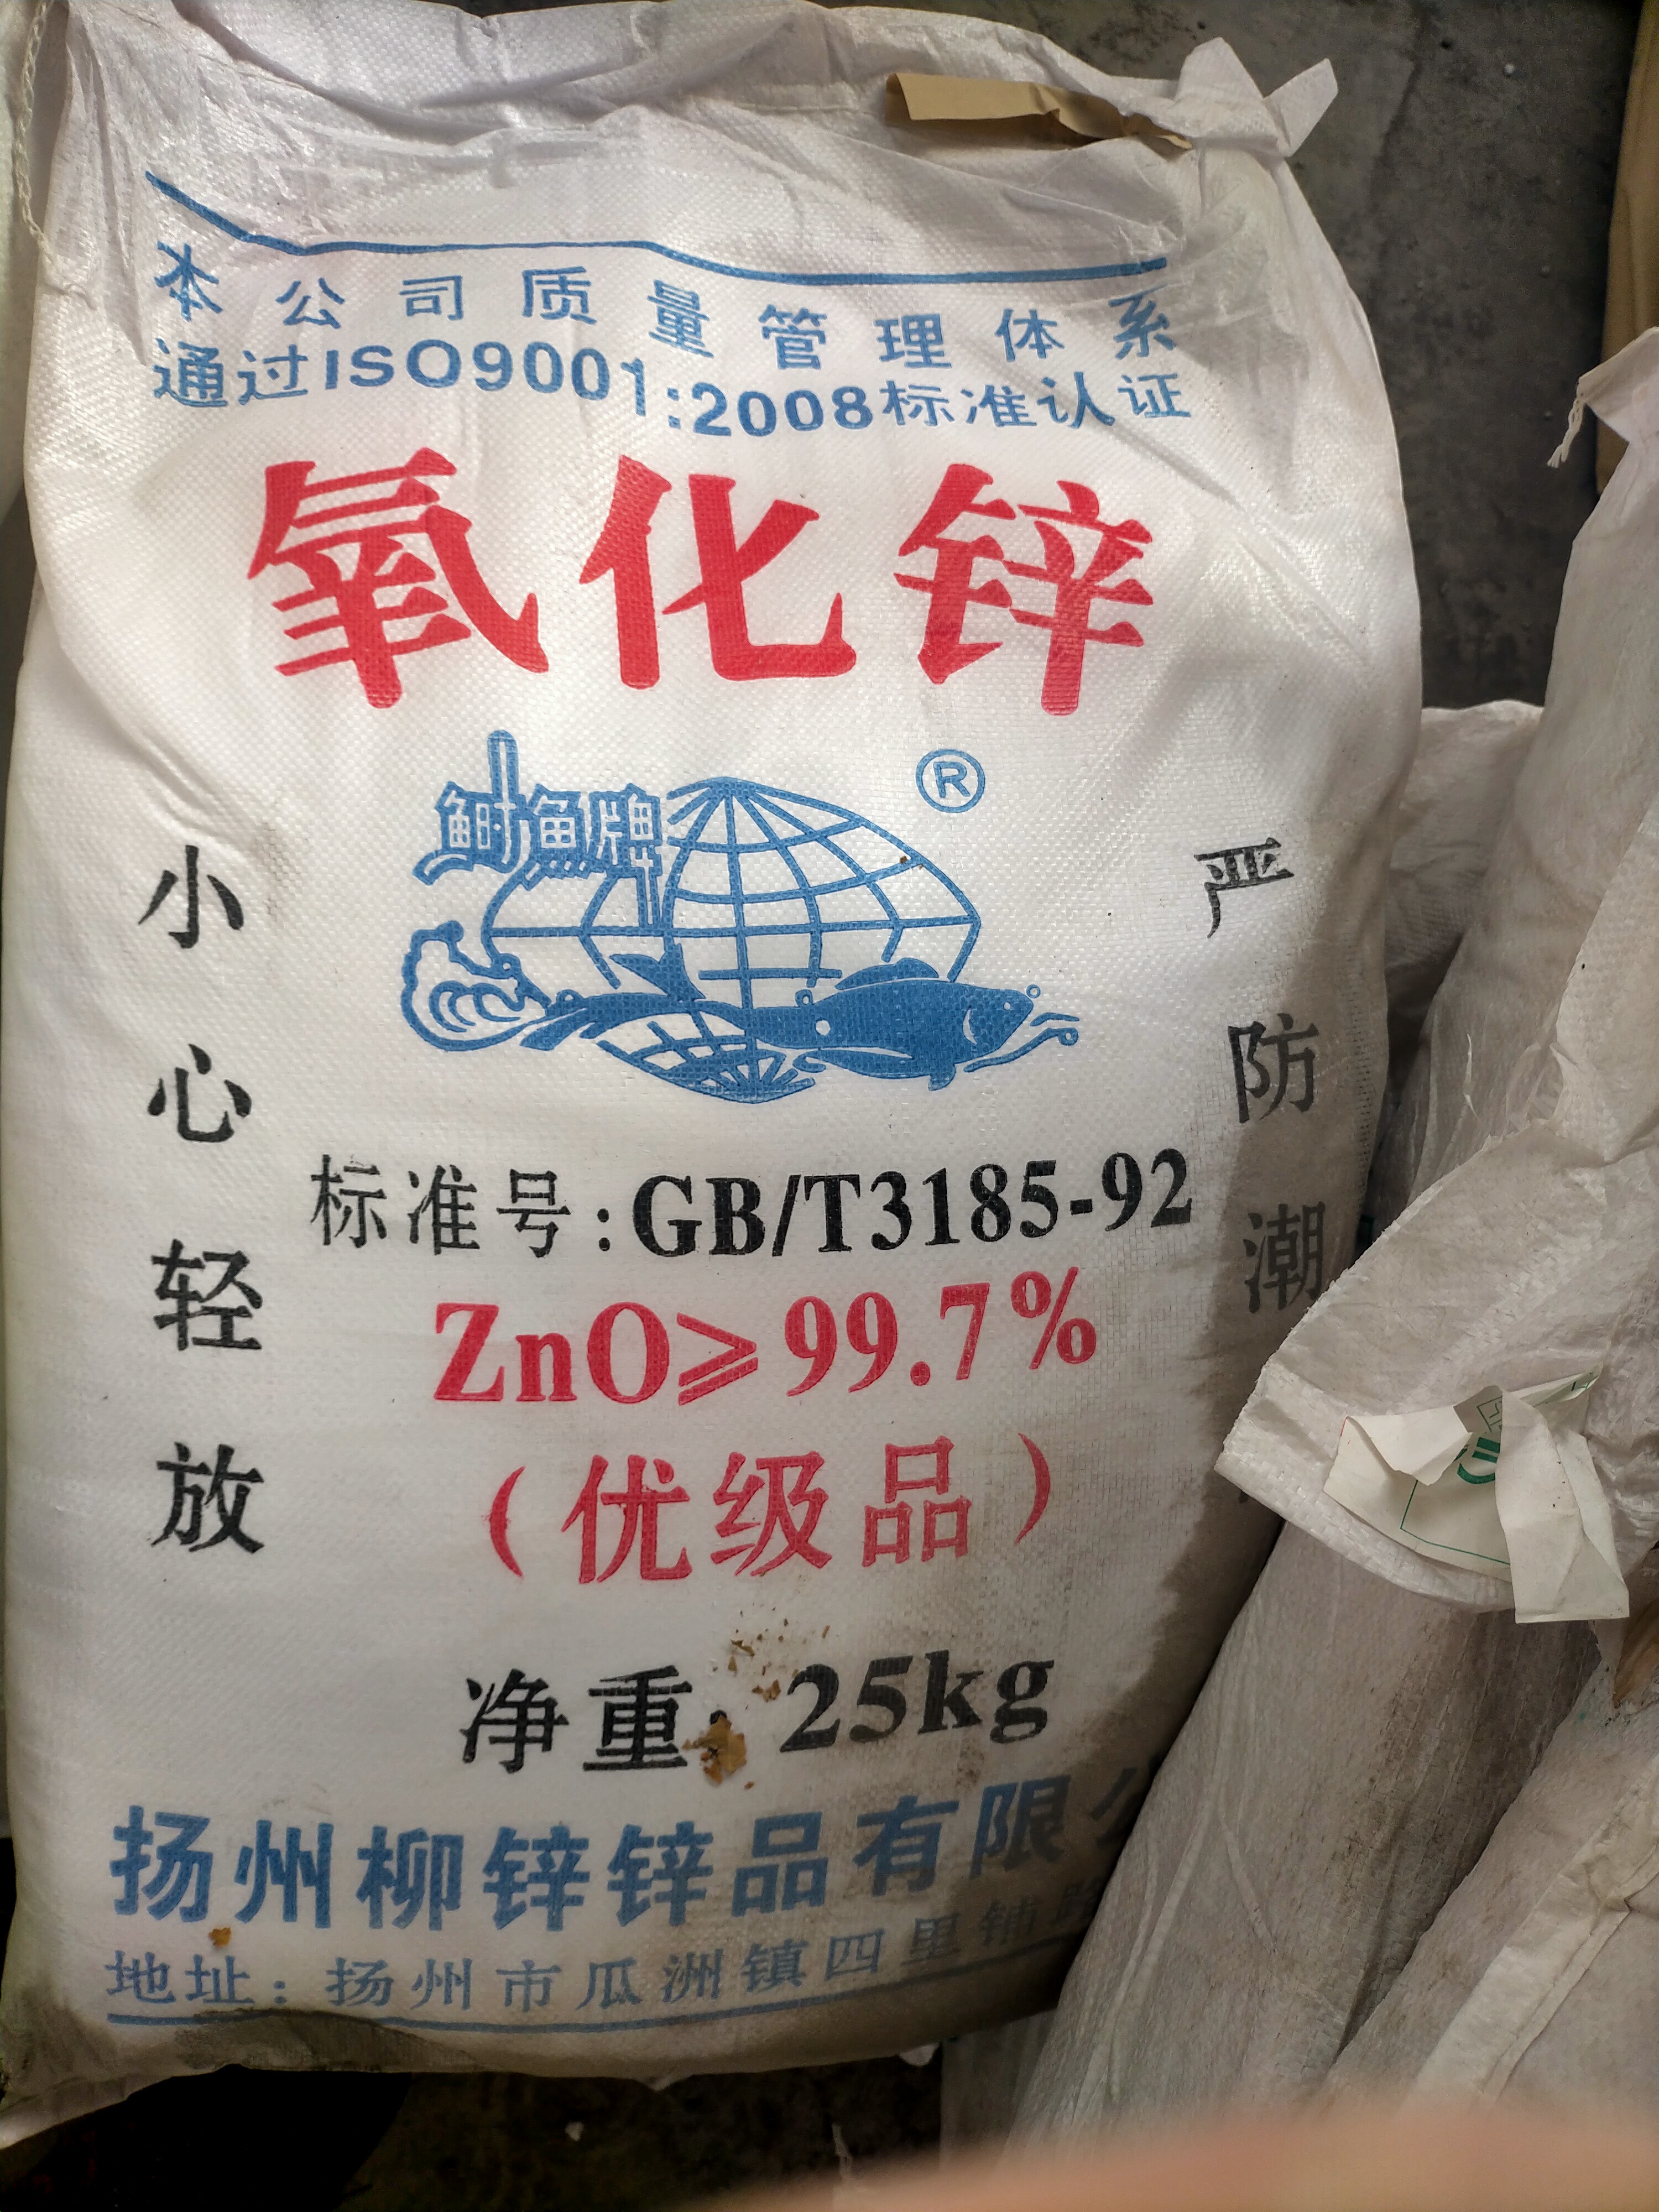 本公司质量管理体系
通过ISO9001:2008标准认证
氧化锌
鲥鱼牌
®
小心轻放
严防潮
标准号:GB/T3185-92
ZnO≥99.7%
(优级品)
净重: 25kg
扬州柳锌锌品有限
地址:扬州市瓜洲镇四里铺